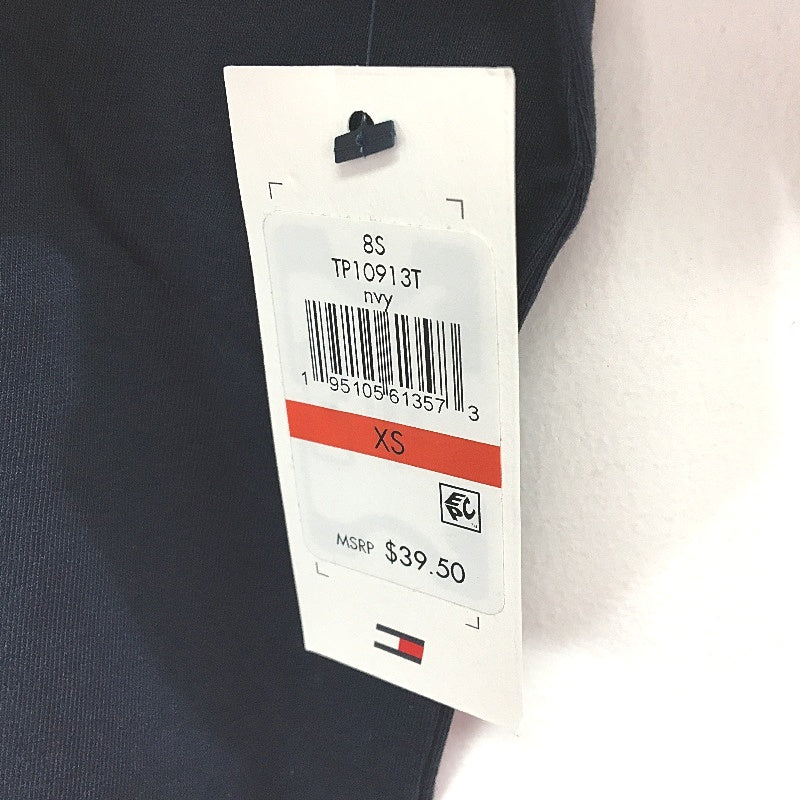 8S
TP10913T
nvy
1 95105 61357 3
XS
EPC
MSRP $39.50